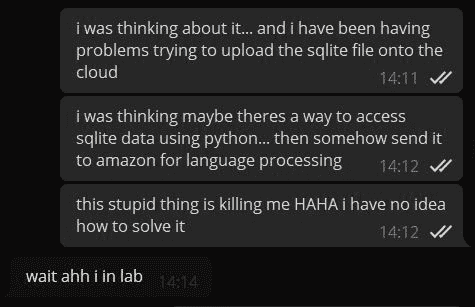 i was thinking about it... and i have been having
problems trying to upload the sqlite file onto the
cloud
14:11
i was thinking maybe theres a way to access
sqlite data using python... then somehow send it
to amazon for language processing
14:12
this stupid thing is killing me HAHA i have no idea
how to solve it
14:12
wait ahh i in lab
14:14